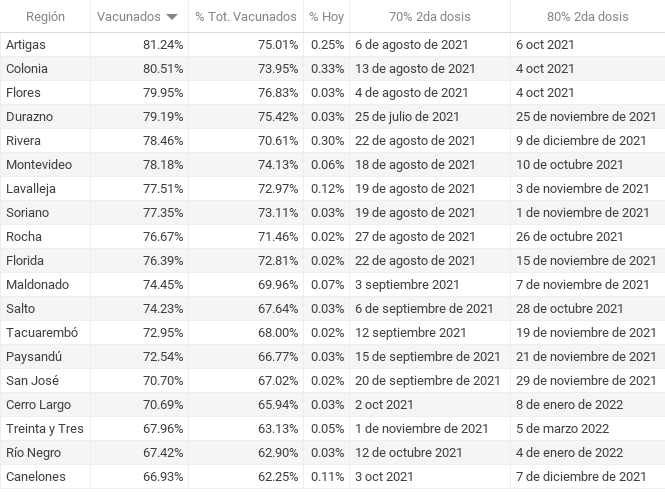 Región Vacunados % Tot. Vacunados % Hoy 70% 2da dosis 80% 2da dosis
Artigas 81.24% 75.01% 0.25% 6 de agosto de 2021 6 oct 2021
Colonia 80.51% 73.95% 0.33% 13 de agosto de 2021 4 oct 2021
Flores 79.95% 76.83% 0.03% 4 de agosto de 2021 4 oct 2021
Durazno 79.19% 75.42% 0.03% 25 de julio de 2021 25 de noviembre de 2021
Rivera 78.46% 70.61% 0.30% 22 de agosto de 2021 9 de diciembre de 2021
Montevideo 78.18% 74.13% 0.06% 18 de agosto de 2021 10 de octubre de 2021
Lavalleja 77.51% 72.97% 0.12% 19 de agosto de 2021 3 de noviembre de 2021
Soriano 77.35% 73.11% 0.03% 19 de agosto de 2021 1 de noviembre de 2021
Rocha 76.67% 71.46% 0.02% 27 de agosto de 2021 26 de octubre de 2021
Florida 76.39% 72.81% 0.02% 22 de agosto de 2021 15 de noviembre de 2021
Maldonado 74.45% 69.96% 0.07% 3 septiembre 2021 7 de noviembre de 2021
Salto 74.23% 67.64% 0.03% 6 de septiembre de 2021 28 de octubre de 2021
Tacuarembó 72.95% 68.00% 0.02% 12 septiembre 2021 19 de noviembre de 2021
Paysandú 72.54% 66.77% 0.03% 15 de septiembre de 2021 21 de noviembre de 2021
San José 70.70% 67.02% 0.02% 20 de septiembre de 2021 29 de noviembre de 2021
Cerro Largo 70.69% 65.94% 0.03% 2 oct 2021 8 de enero de 2022
Treinta y Tres 67.96% 63.13% 0.05% 1 de noviembre de 2021 5 de marzo de 2022
Río Negro 67.42% 62.90% 0.03% 12 de octubre de 2021 4 de enero de 2022
Canelones 66.93% 62.25% 0.11% 3 oct 2021 7 de diciembre de 2021